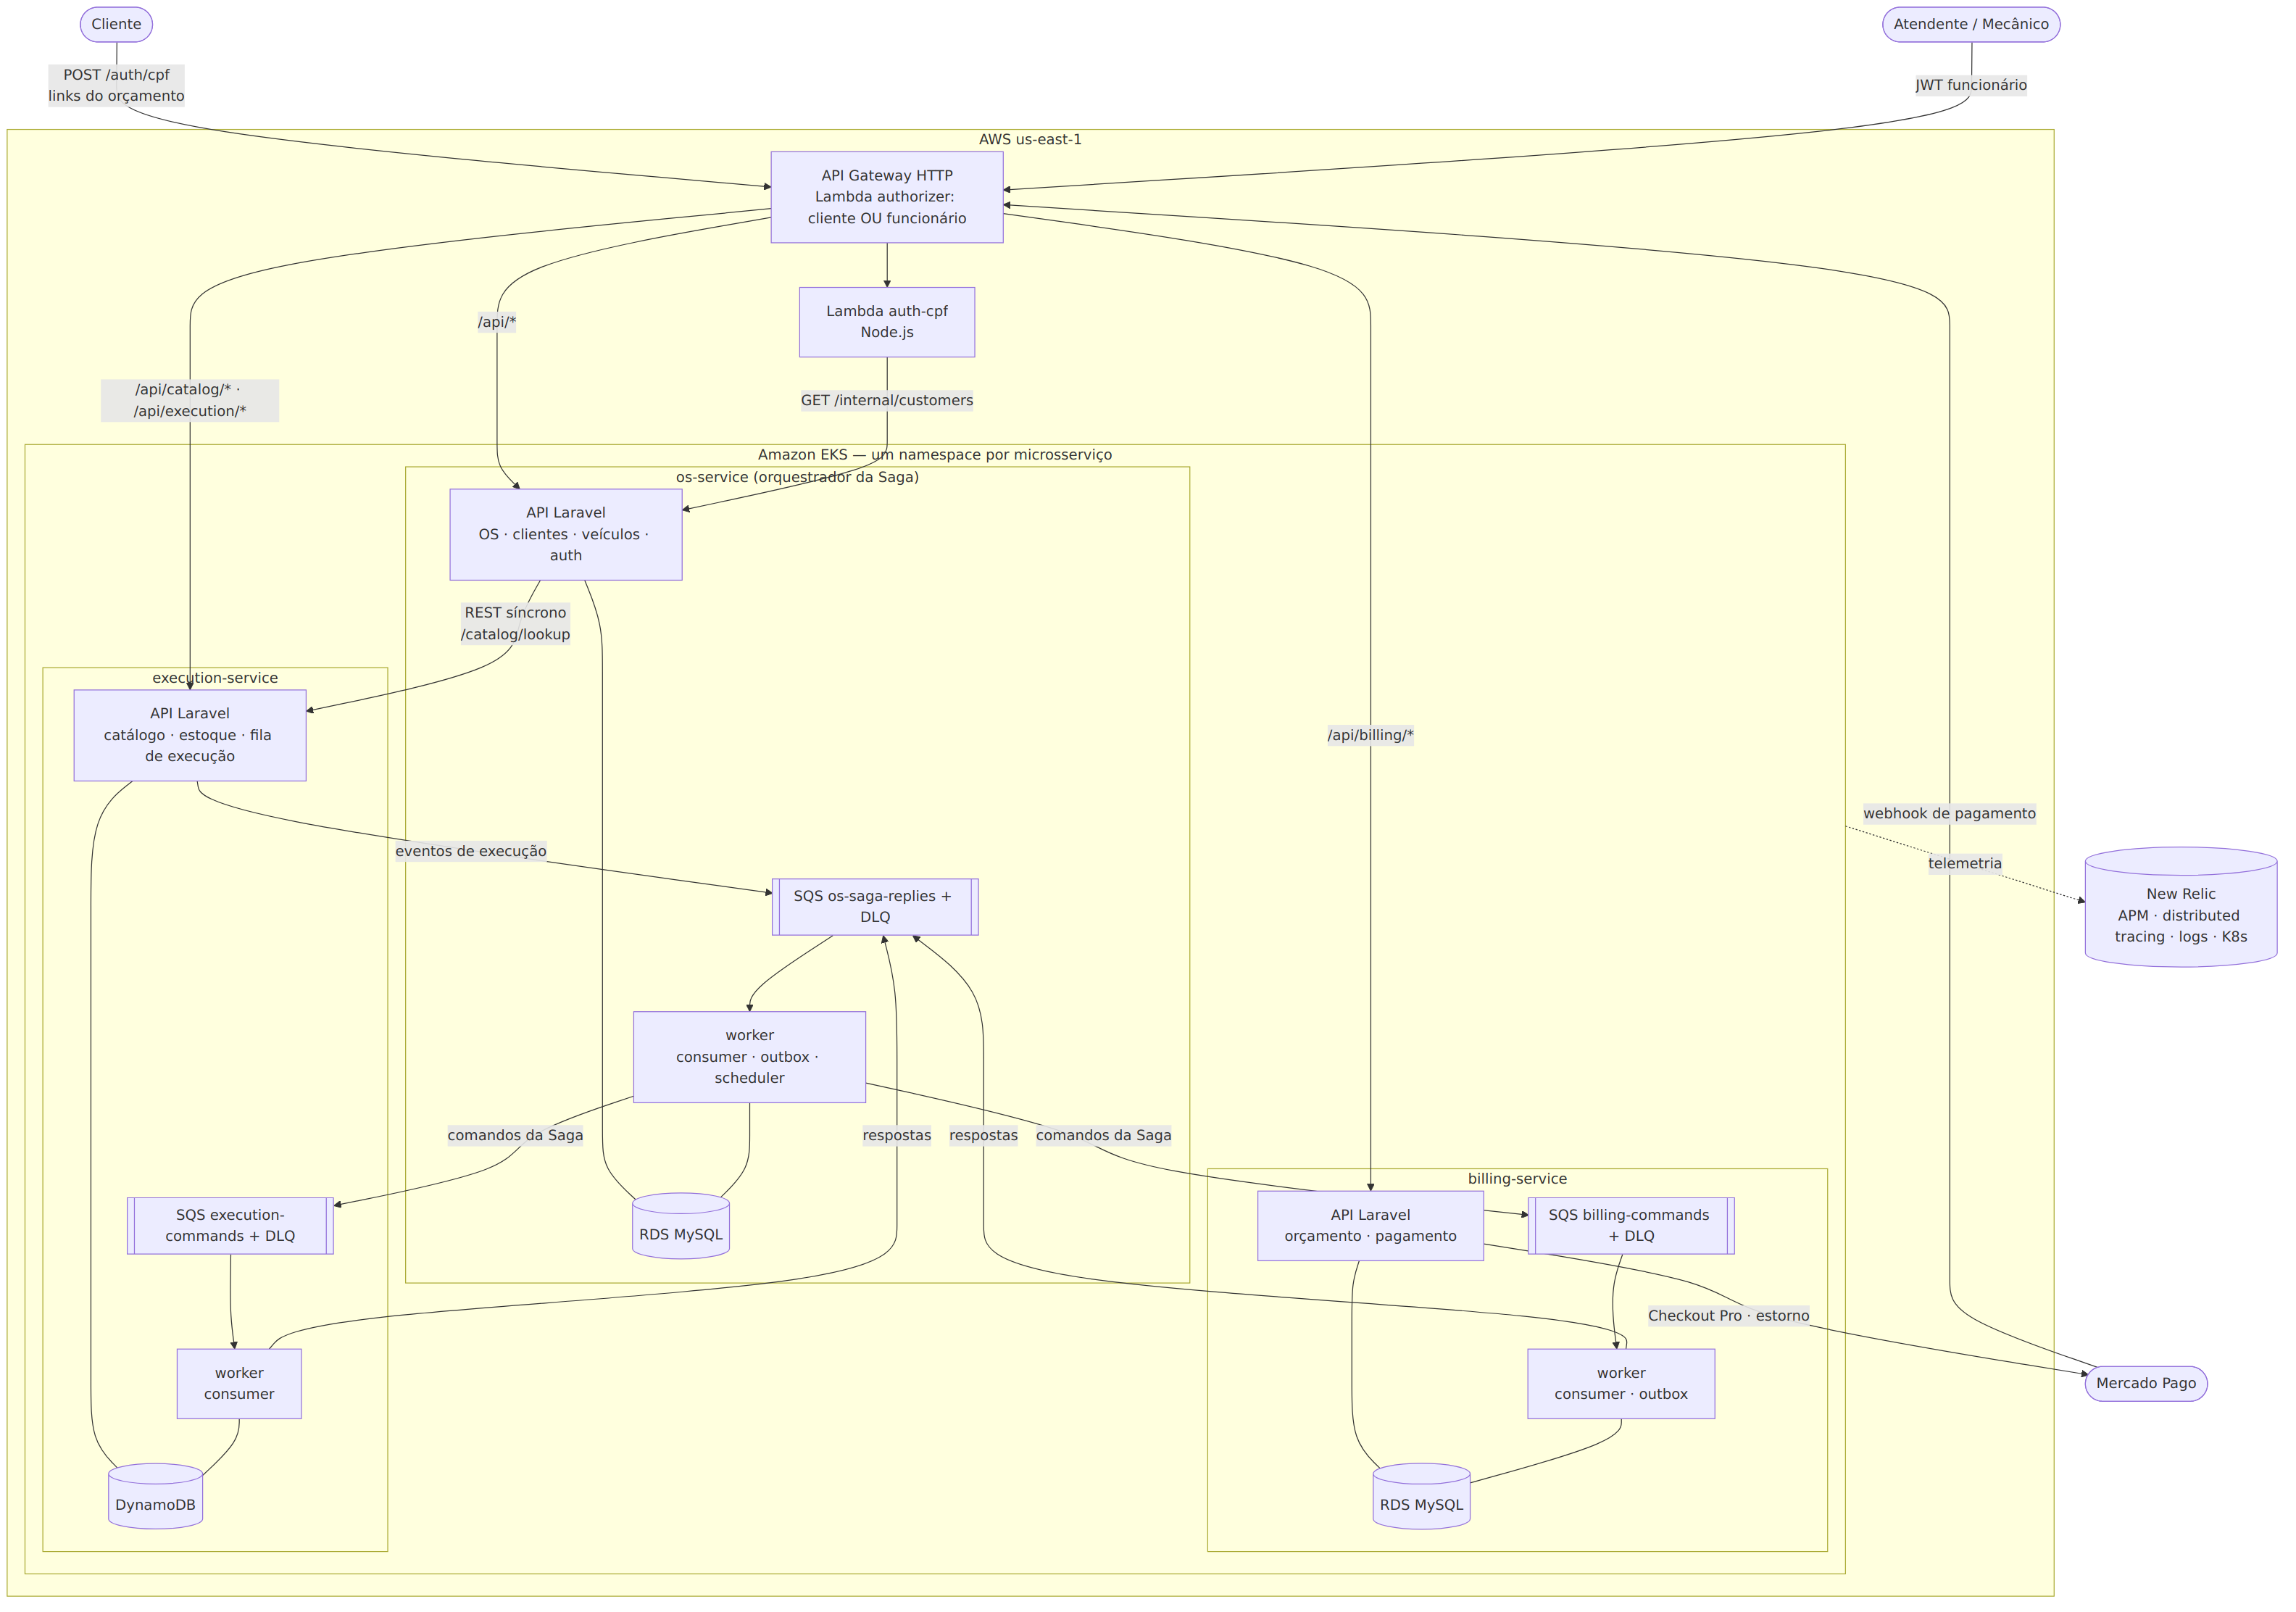 Cliente
Atendente / Mecânico
POST /auth/cpf
links do orçamento
JWT funcionário
AWS us-east-1
API Gateway HTTP
Lambda authorizer:
cliente OU funcionário
Lambda auth-cpf
Node.js
/api/*
/api/catalog/* ·
/api/execution/*
GET /internal/customers
Amazon EKS — um namespace por microsserviço
os-service (orquestrador da Saga)
API Laravel
OS · clientes · veículos ·
auth
REST síncrono
/catalog/lookup
execution-service
API Laravel
catálogo · estoque · fila
de execução
/api/billing/*
webhook de pagamento
eventos de execução
telemetria
SQS os-saga-replies +
DLQ
New Relic
APM · distributed
tracing · logs · K8s
worker
consumer · outbox ·
scheduler
comandos da Saga
respostas
respostas
comandos da Saga
billing-service
SQS execution-
commands + DLQ
RDS MySQL
API Laravel
orçamento · pagamento
SQS billing-commands
+ DLQ
Checkout Pro · estorno
worker
consumer
worker
consumer · outbox
Mercado Pago
DynamoDB
RDS MySQL